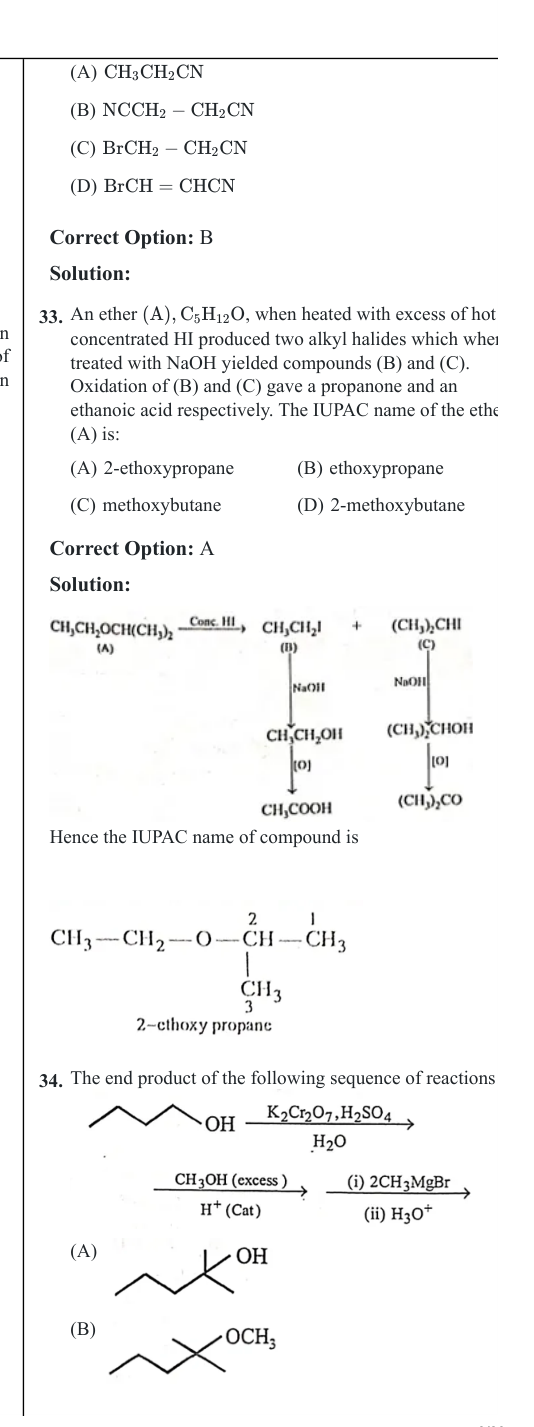 (A) CH₃CH₂CN
(B) NCCH₂ − CH₂CN
(C) BrCH₂ − CH₂CN
(D) BrCH = CHCN
Correct Option: B
Solution:
n
of
n
33. An ether (A), C₅H₁₂O, when heated with excess of hot
concentrated HI produced two alkyl halides which when
treated with NaOH yielded compounds (B) and (C).
Oxidation of (B) and (C) gave a propanone and an
ethanoic acid respectively. The IUPAC name of the ethe
(A) is:
(A) 2-ethoxypropane (B) ethoxypropane
(C) methoxybutane (D) 2-methoxybutane
Correct Option: A
Solution:
CH₃CH₂OCH(CH₃)₂ Conc. HI CH₃CH₂I + (CH₃)₂CHI
(A) (B) (C)
NaOH NaOH
CH₃CH₂OH (CH₃)₂CHOH
[O] [O]
CH₃COOH (CH₃)₂CO
Hence the IUPAC name of compound is
2 1
CH₃—CH₂—O—CH—CH₃
CH₃
3
2-ethoxy propane
34. The end product of the following sequence of reactions
OH K₂Cr₂O₇,H₂SO₄
H₂O
CH₃OH (excess) (i) 2CH₃MgBr
H⁺ (Cat) (ii) H₃O⁺
(A) OH
(B) OCH₃